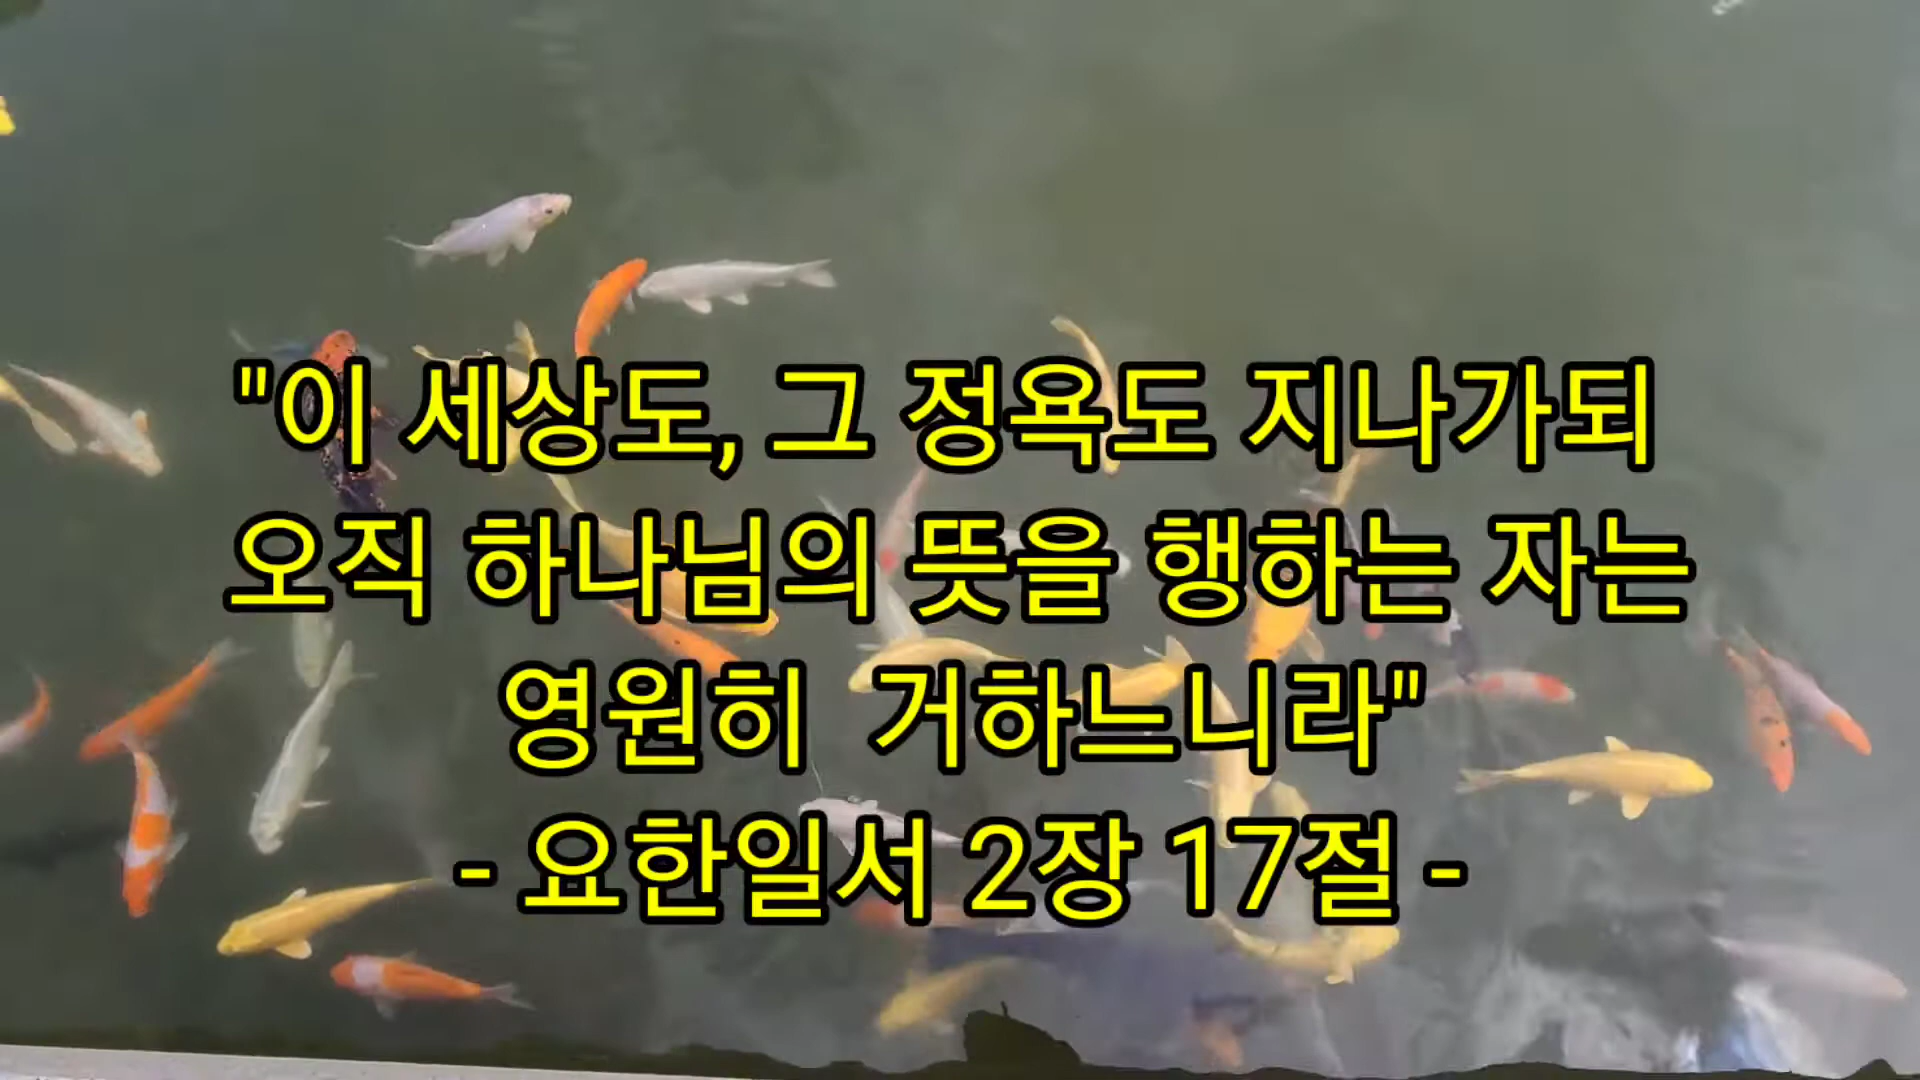 "이 세상도, 그 정욕도 지나가되
오직 하나님의 뜻을 행하는 자는
영원히 거하느니라"
- 요한일서 2장 17절 -